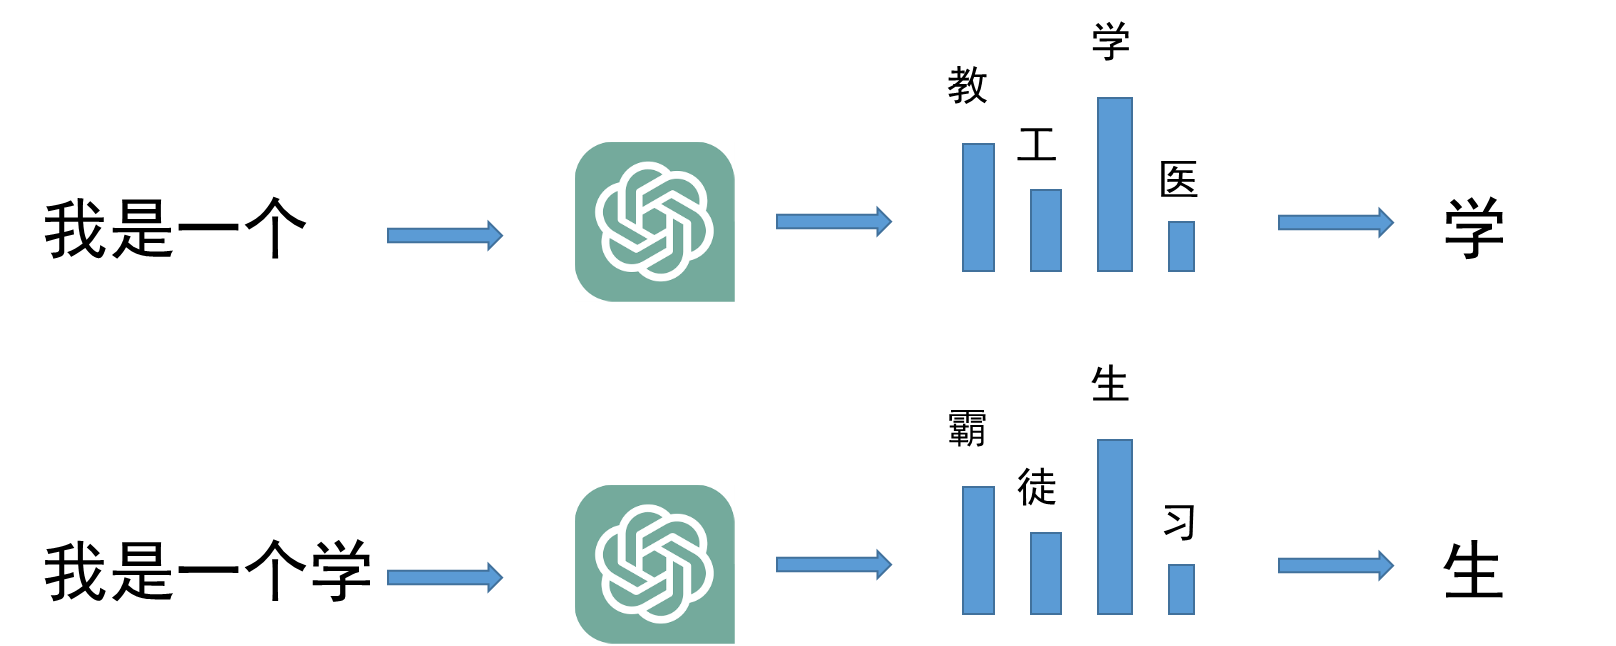 我是一个
教
工
学
医
学
我是一个学
霸
徒
生
习
生